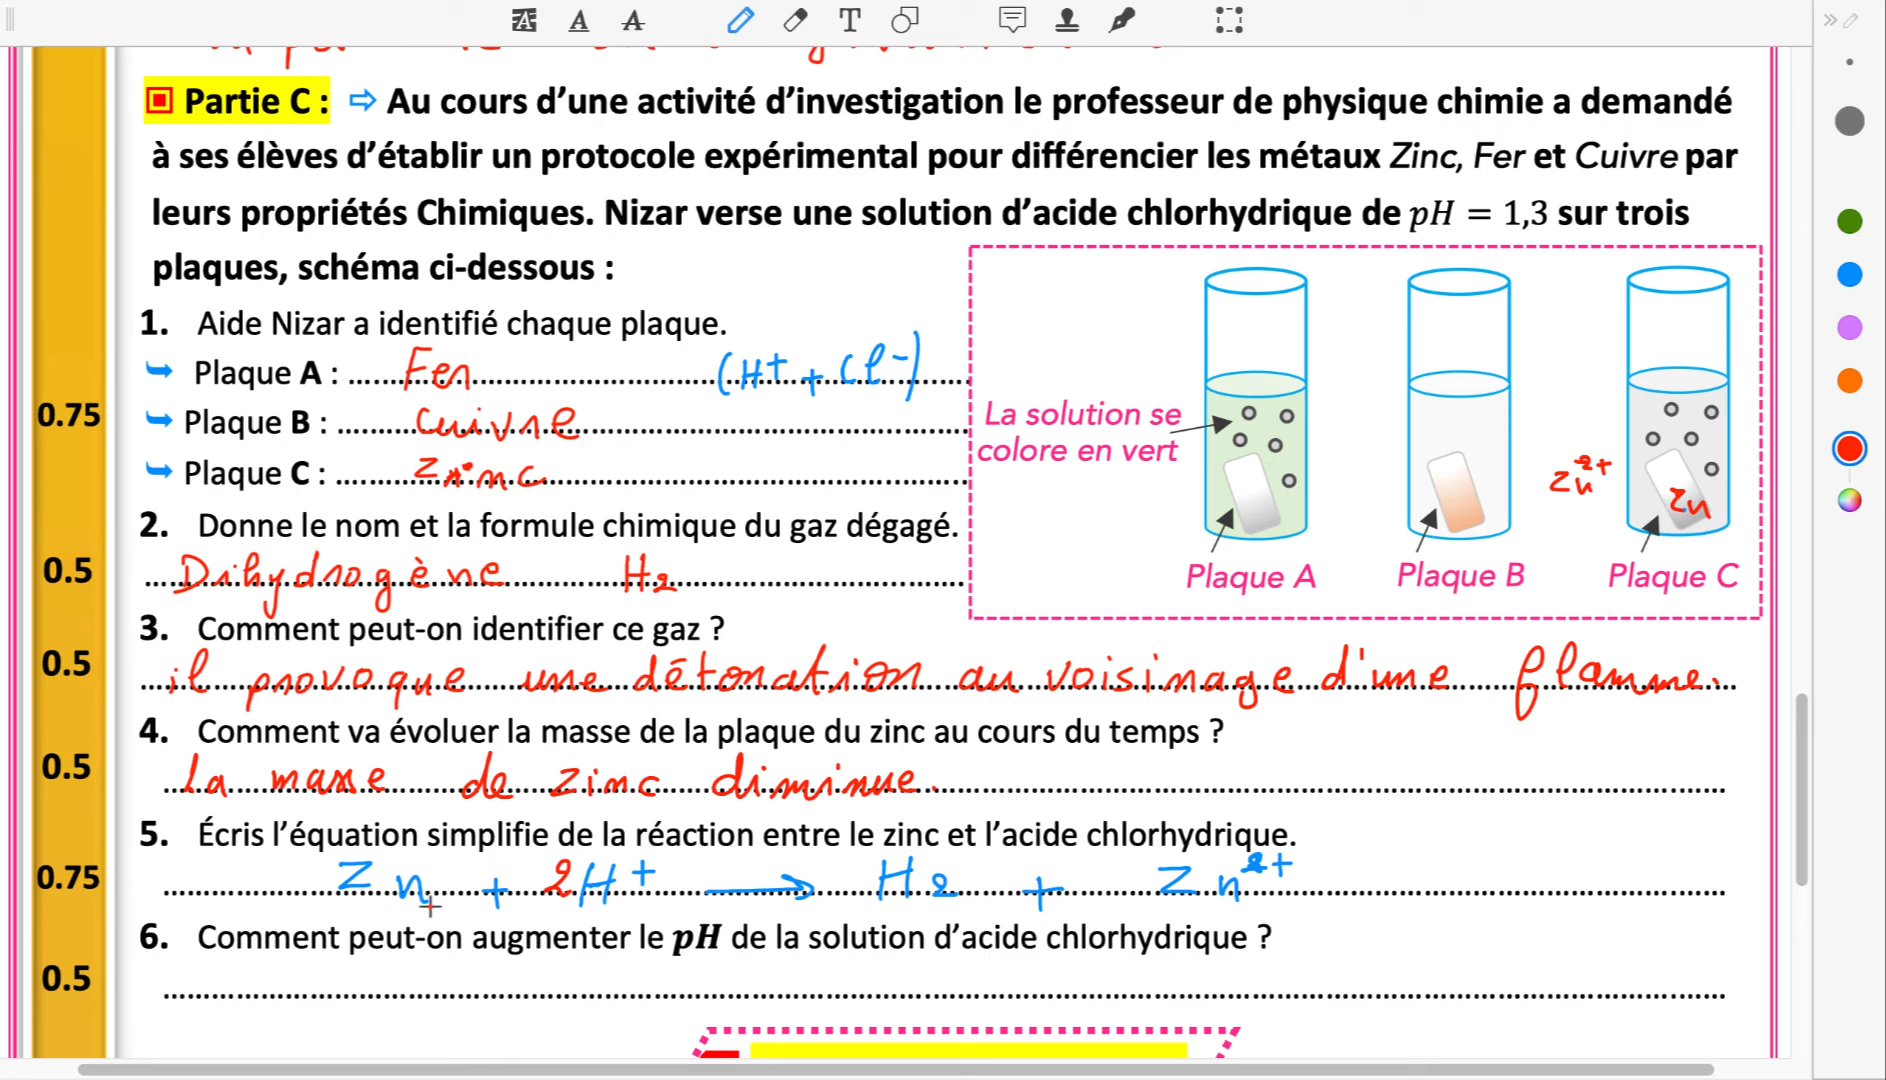 Partie C : ⇨ Au cours d’une activité d’investigation le professeur de physique chimie a demandé
à ses élèves d’établir un protocole expérimental pour différencier les métaux Zinc, Fer et Cuivre par
leurs propriétés Chimiques. Nizar verse une solution d’acide chlorhydrique de pH = 1,3 sur trois
plaques, schéma ci-dessous :
1. Aide Nizar a identifié chaque plaque.
Plaque A : Fer (H+ + Cl-)
0.75 Plaque B : cuivre
Plaque C : zinc
La solution se
colore en vert
Zn2+
Zn
Plaque A Plaque B Plaque C
2. Donne le nom et la formule chimique du gaz dégagé.
0.5 Dihydrogène H2
3. Comment peut-on identifier ce gaz ?
0.5 il provoque une détonation au voisinage d'une flamme.
4. Comment va évoluer la masse de la plaque du zinc au cours du temps ?
0.5 La masse de zinc diminue.
5. Écris l’équation simplifie de la réaction entre le zinc et l’acide chlorhydrique.
0.75 Zn + 2H+ → H2 + Zn2+
6. Comment peut-on augmenter le pH de la solution d’acide chlorhydrique ?
0.5